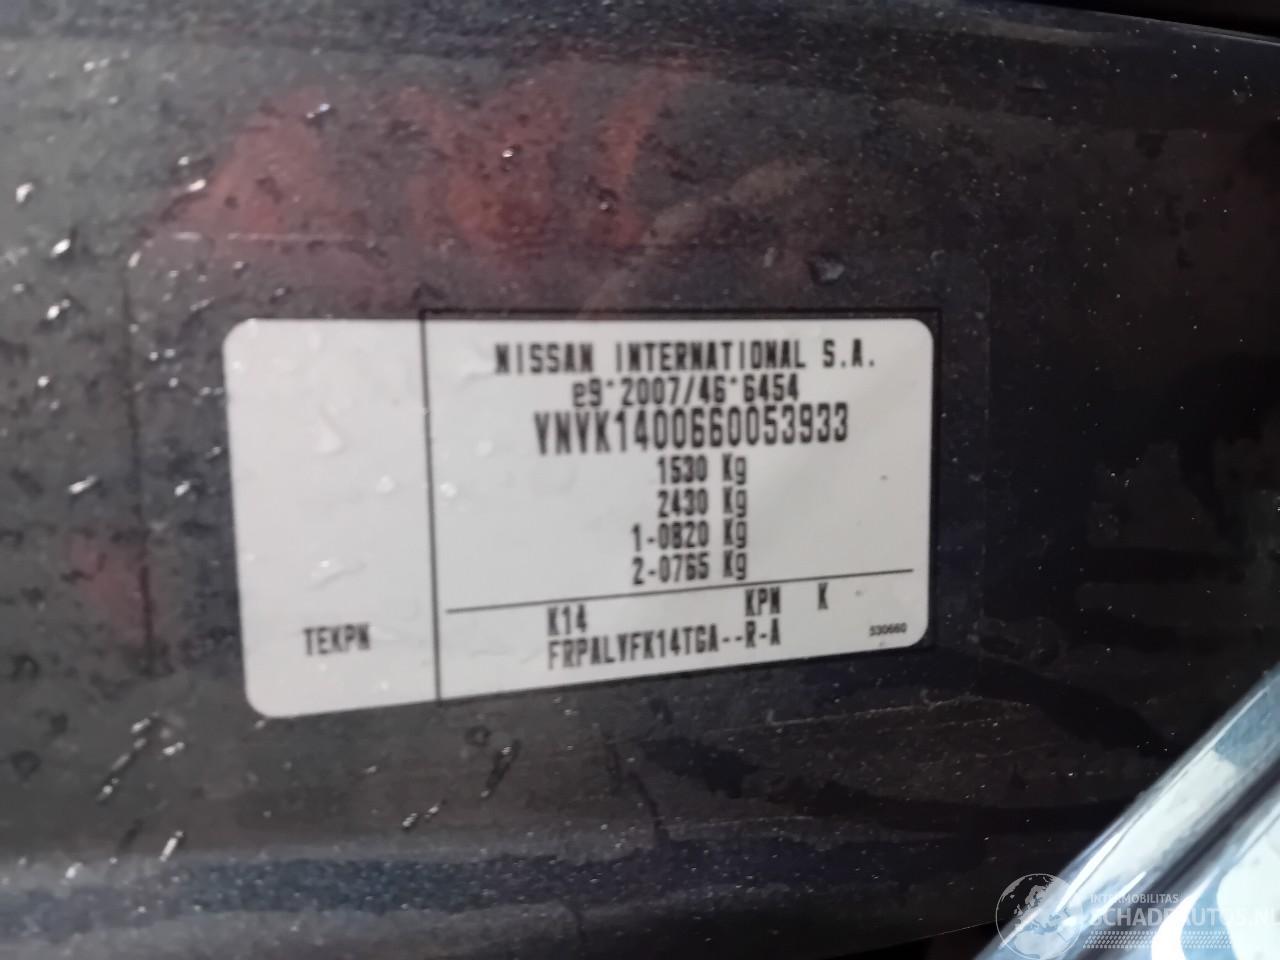 NISSAN INTERNATIONAL S.A.
e9*2007/46*6454
VNVK1400660053933
1530 Kg
2430 Kg
1-0820 Kg
2-0765 Kg
K14 KPN K
FRPALVFK14TGA--R-A
530660
TEKPN
INTERMOBILITAS
SCHADEAUTOS.NL